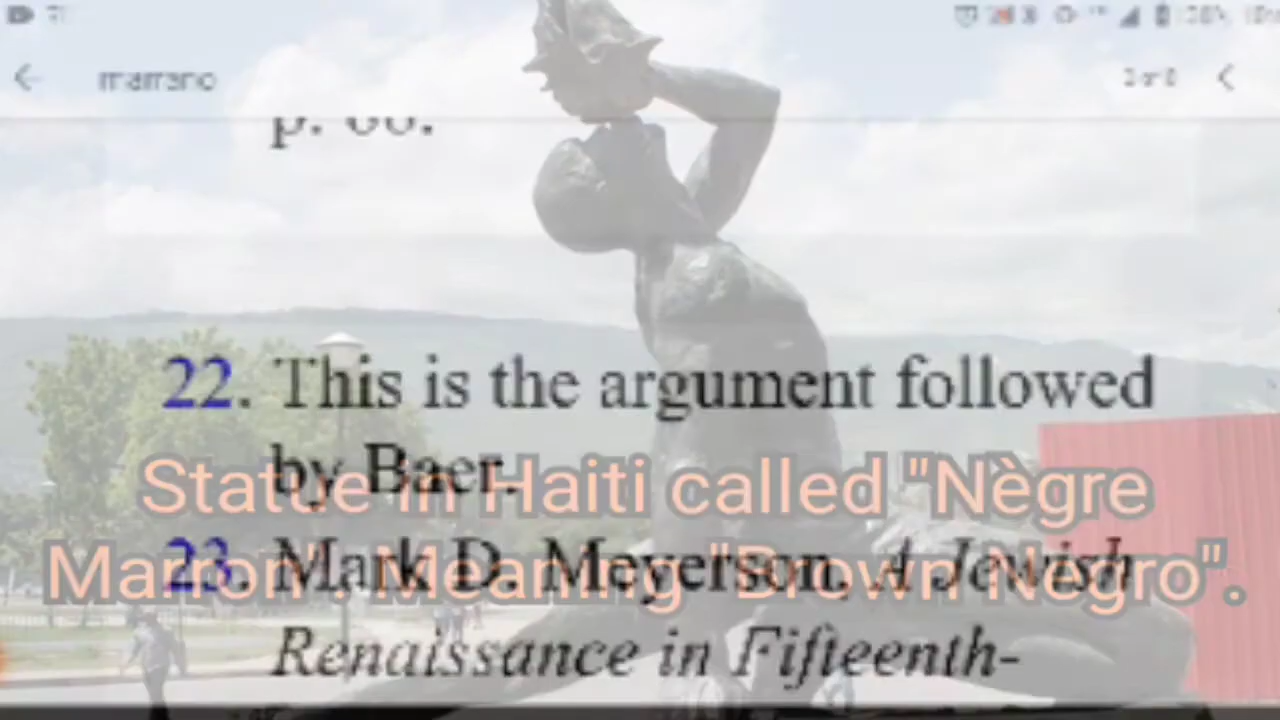 marrano
22. This is the argument followed
by Baer.
Statue in Haiti called "Nègre
Marron". Meaning "Brown Negro".
23. Mark D. Meyerson, A Jewish
Renaissance in Fifteenth-